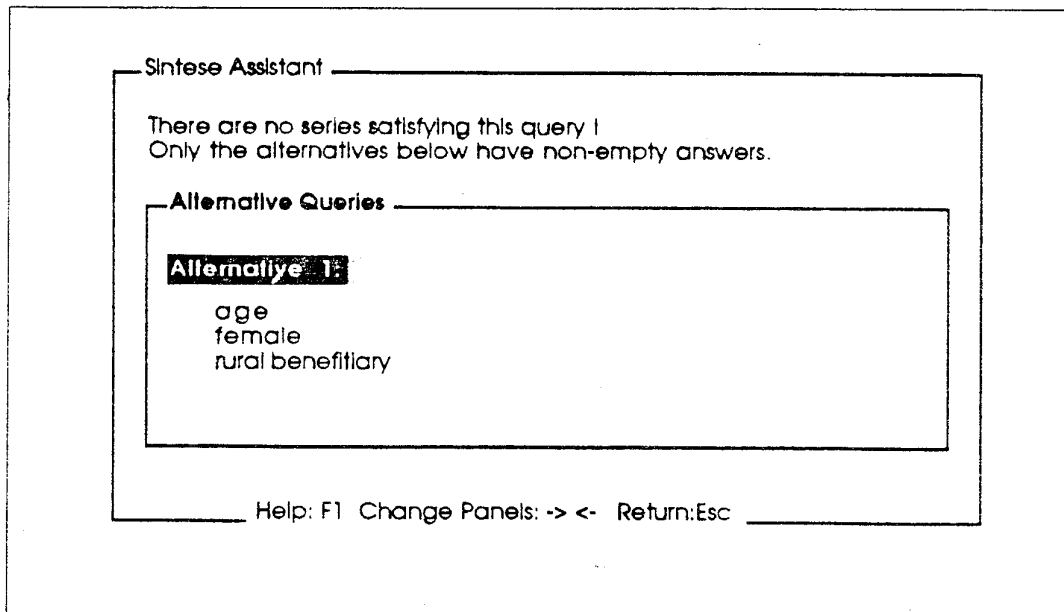 Sintese Assistant
There are no series satisfying this query !
Only the alternatives below have non-empty answers.
Alternative Queries
Alternative 1:
age
female
rural benefitiary
Help: F1 Change Panels: -> <- Return:Esc